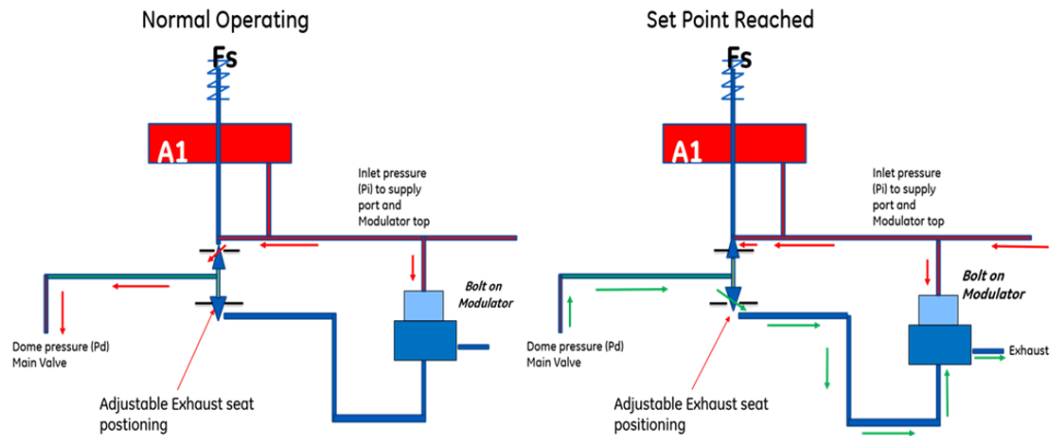 Normal Operating
Fs
A1
Inlet pressure
(Pi) to supply
port and
Modulator top
Bolt on
Modulator
Dome pressure (Pd)
Main Valve
Adjustable Exhaust seat
postioning
Set Point Reached
Fs
A1
Inlet pressure
(Pi) to supply
port and
Modulator top
Bolt on
Modulator
Exhaust
Dome pressure (Pd)
Main Valve
Adjustable Exhaust seat
positioning